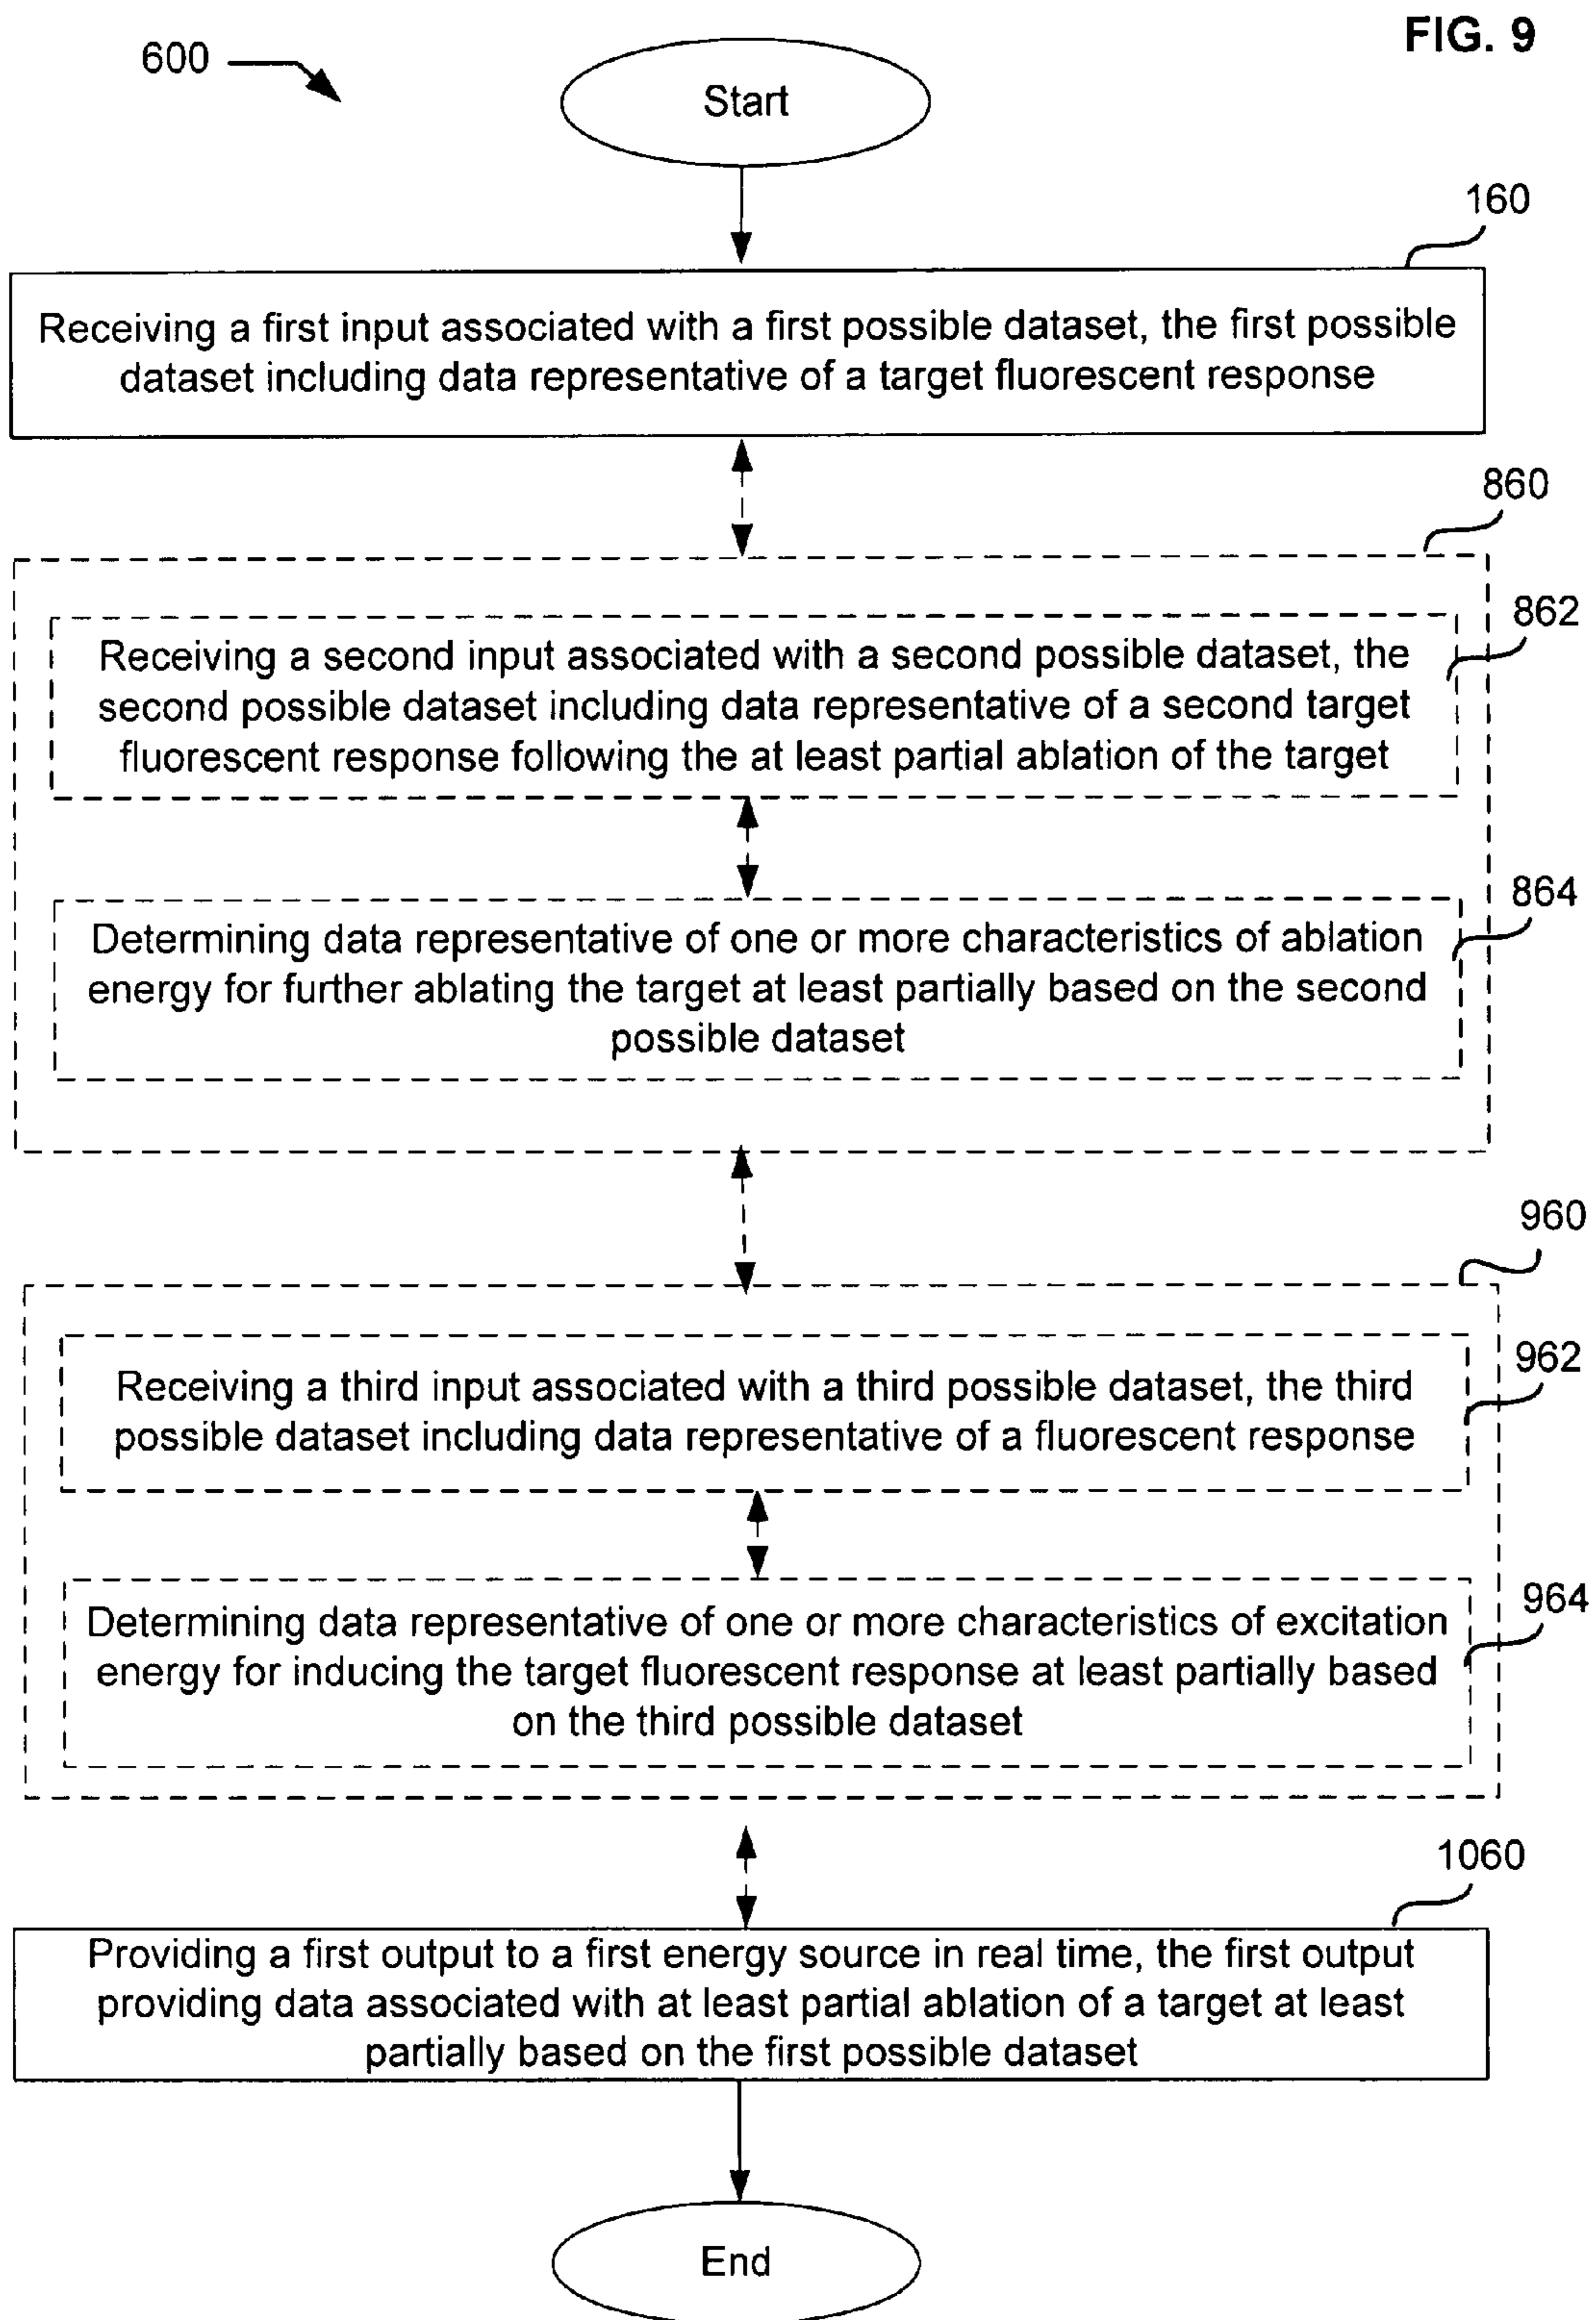 FIG. 9
600
Start
160
Receiving a first input associated with a first possible dataset, the first possible
dataset including data representative of a target fluorescent response
860
862
Receiving a second input associated with a second possible dataset, the
second possible dataset including data representative of a second target
fluorescent response following the at least partial ablation of the target
864
Determining data representative of one or more characteristics of ablation
energy for further ablating the target at least partially based on the second
possible dataset
960
962
Receiving a third input associated with a third possible dataset, the third
possible dataset including data representative of a fluorescent response
964
Determining data representative of one or more characteristics of excitation
energy for inducing the target fluorescent response at least partially based
on the third possible dataset
1060
Providing a first output to a first energy source in real time, the first output
providing data associated with at least partial ablation of a target at least
partially based on the first possible dataset
End